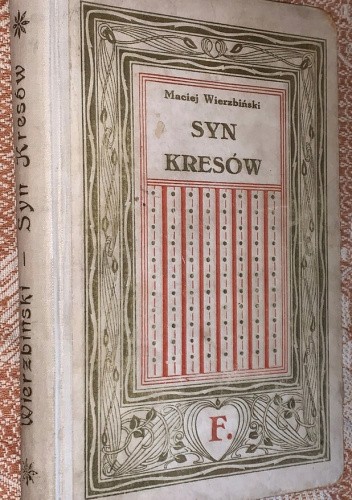 Maciej Wierzbiński
SYN
KRESÓW
F.
Wierzbiński – Syn Kresów